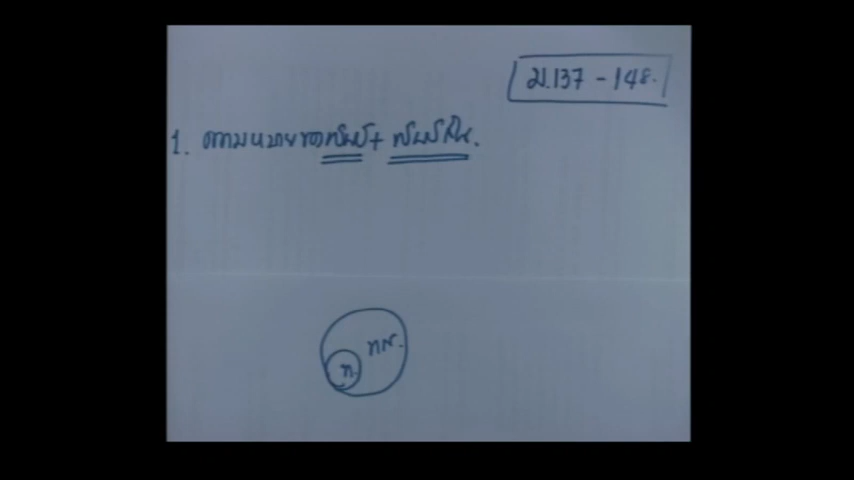 ม.137 - 148.
1. ความหมายของทรัพย์ + ทรัพย์สิน.
ทส.
ท.